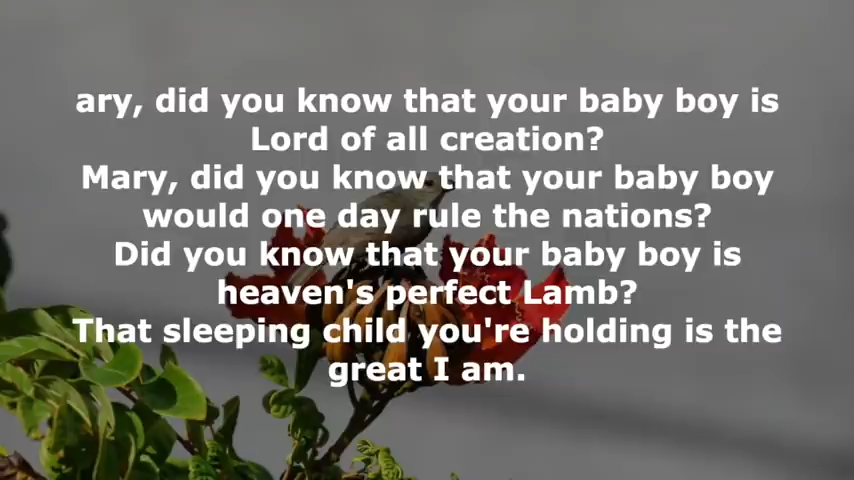 ary, did you know that your baby boy is
Lord of all creation?
Mary, did you know that your baby boy
would one day rule the nations?
Did you know that your baby boy is
heaven's perfect Lamb?
That sleeping child you're holding is the
great I am.